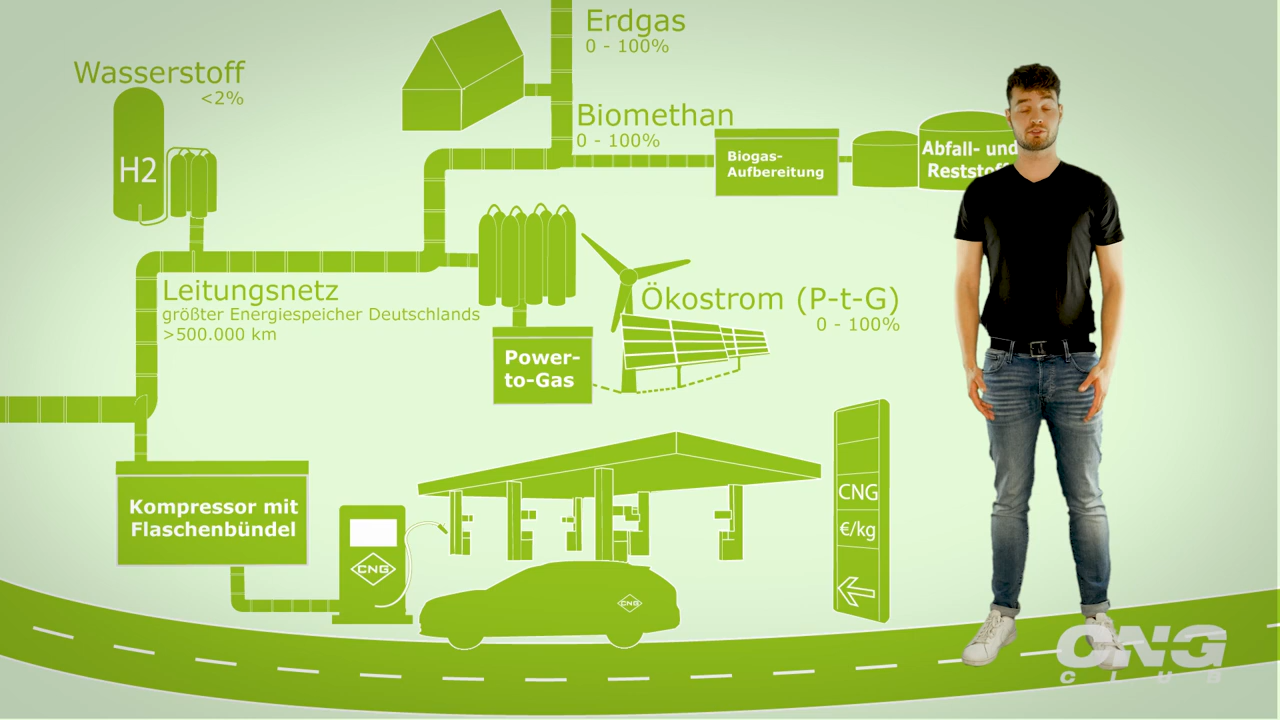 Erdgas
0 - 100%
Wasserstoff
<2%
H2
Biomethan
0 - 100%
Biogas-
Aufbereitung
Abfall- und
Leitungsnetz
größter Energiespeicher Deutschlands
>500.000 km
Ökostrom (P-t-G)
0 - 100%
Power-
to-Gas
Kompressor mit
Flaschenbündel
CNG
CNG
CNG
€/kg
CNG
CLUB